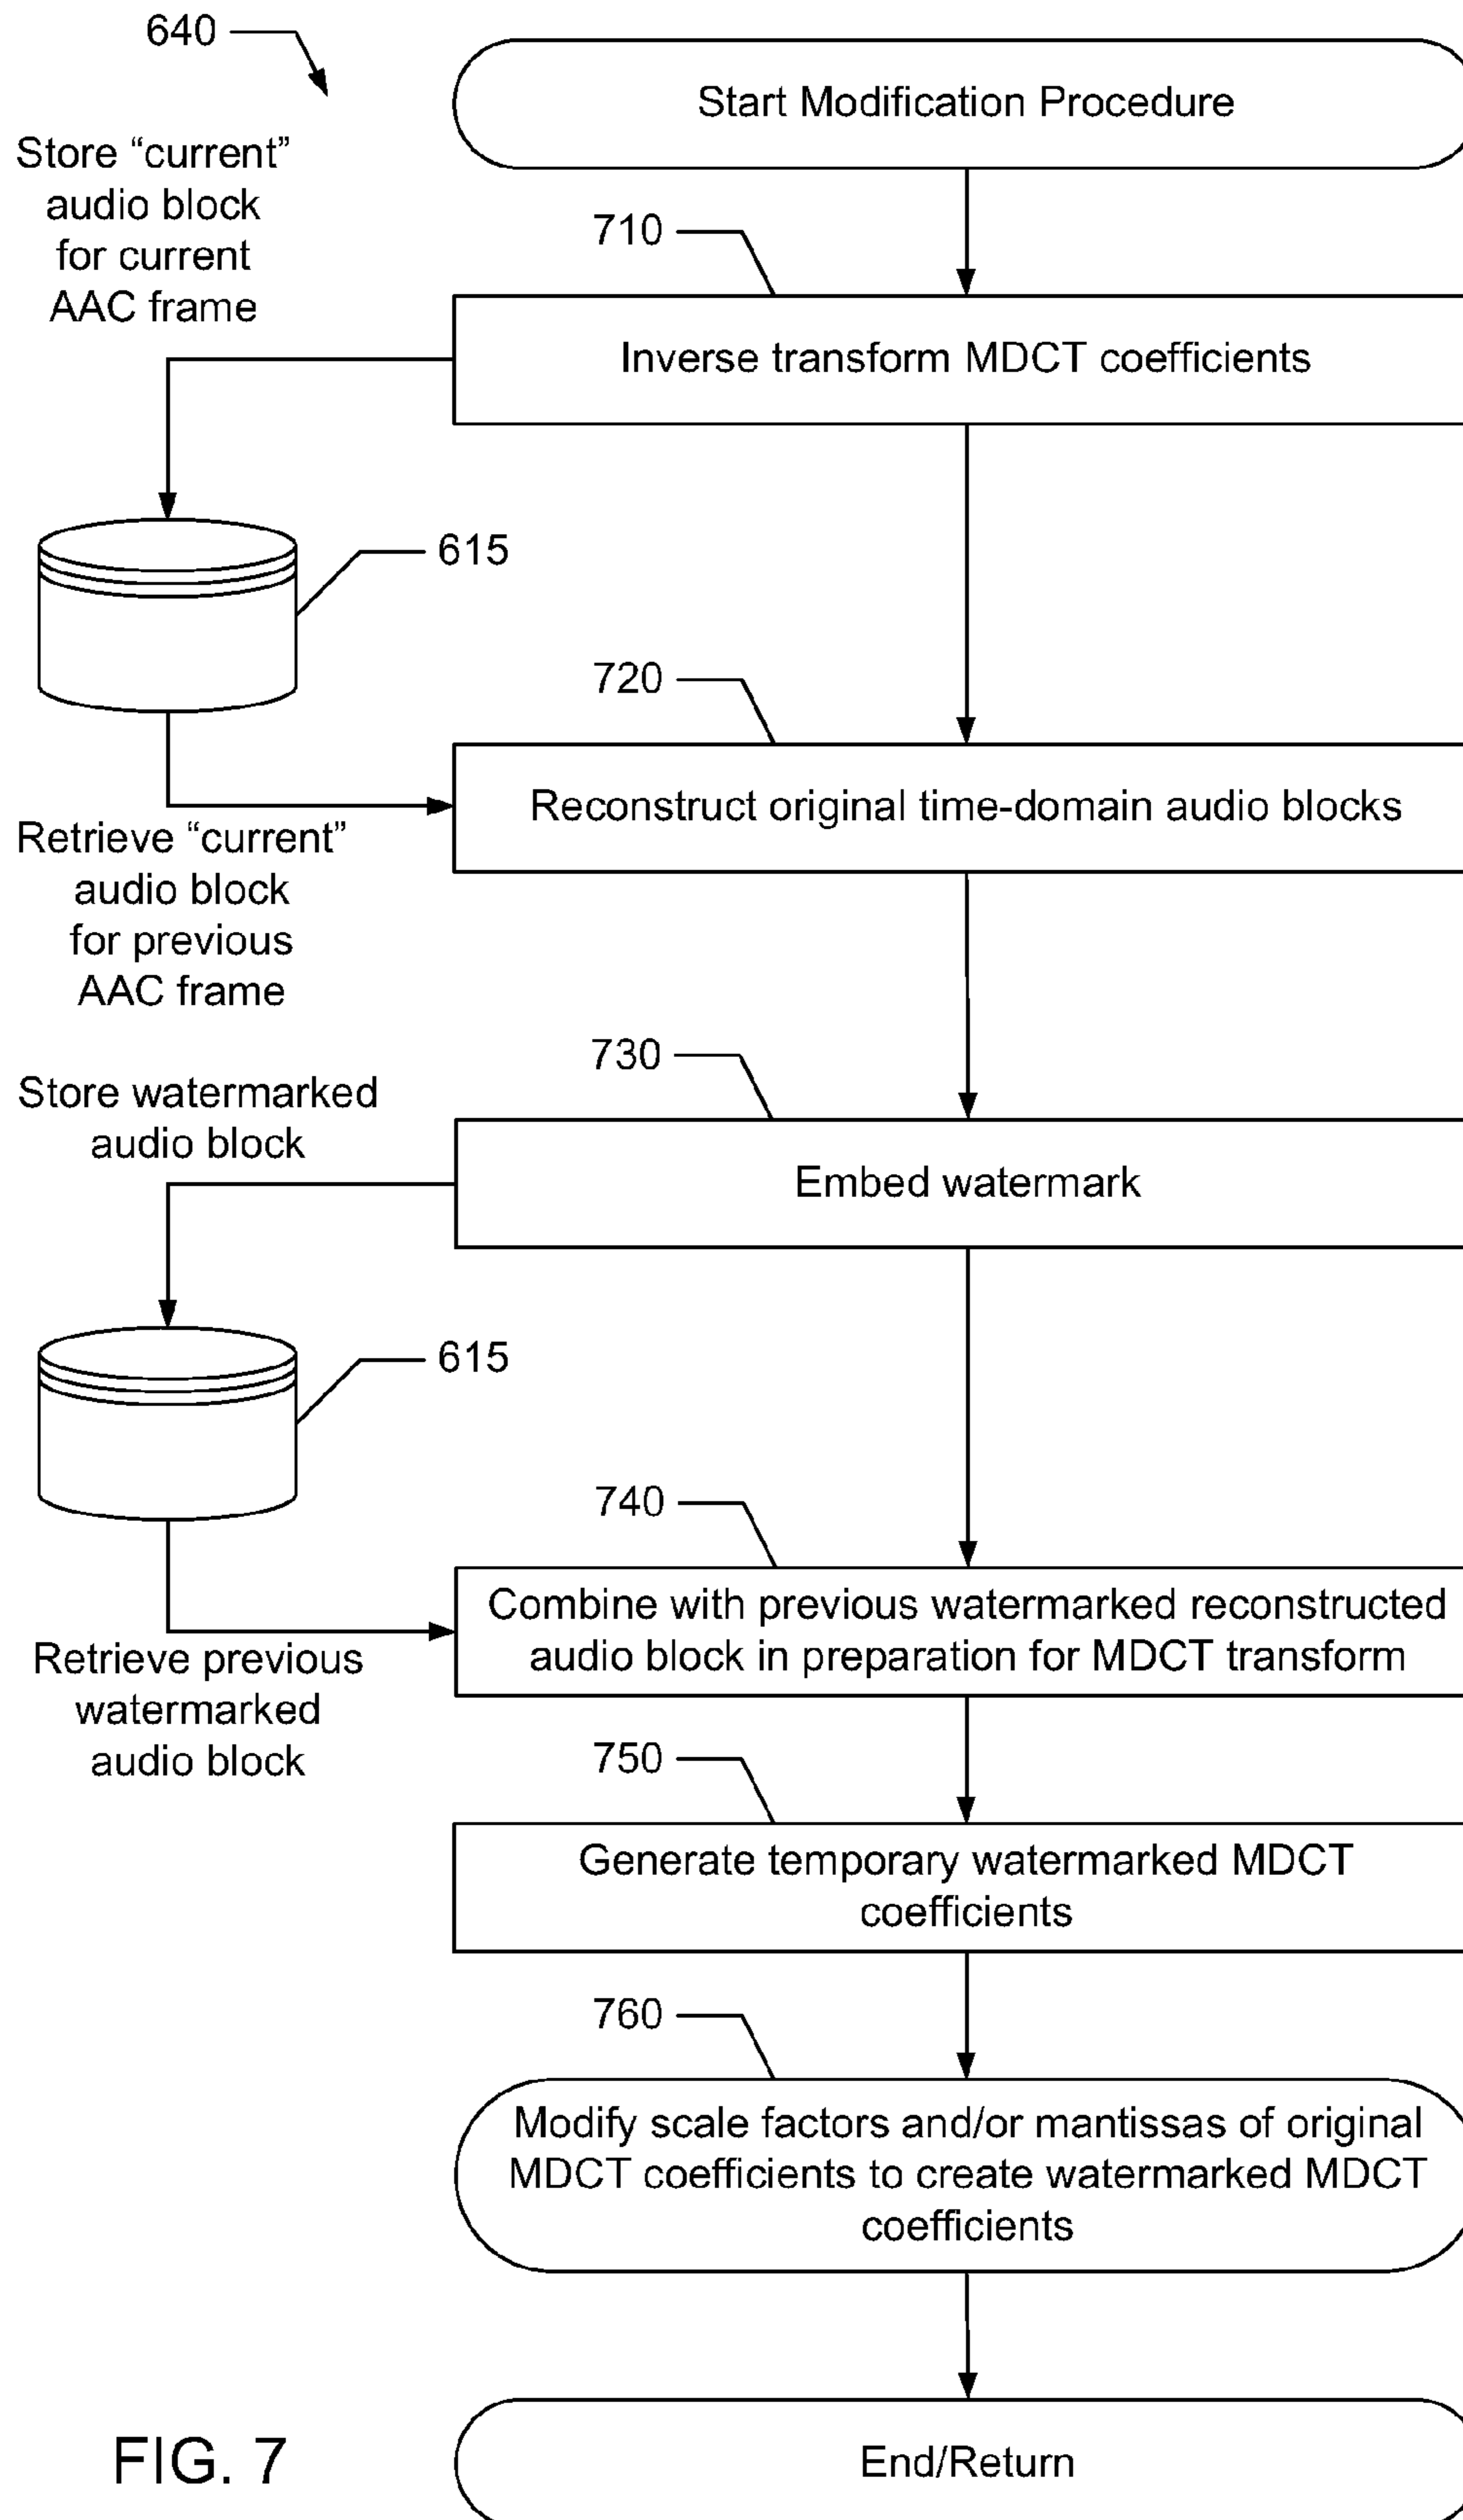 640
Start Modification Procedure
Store “current”
audio block
for current
AAC frame
710
Inverse transform MDCT coefficients
615
720
Reconstruct original time-domain audio blocks
Retrieve “current”
audio block
for previous
AAC frame
730
Store watermarked
audio block
Embed watermark
615
740
Combine with previous watermarked reconstructed
audio block in preparation for MDCT transform
Retrieve previous
watermarked
audio block
750
Generate temporary watermarked MDCT
coefficients
760
Modify scale factors and/or mantissas of original
MDCT coefficients to create watermarked MDCT
coefficients
End/Return
FIG. 7